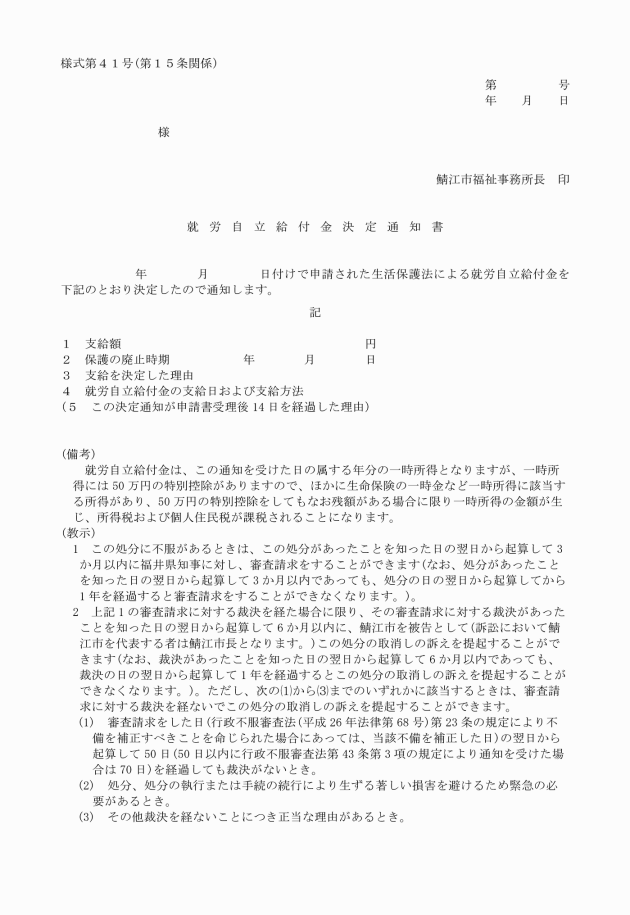 様式第４１号(第１５条関係)
第　　　　　号
年　　月　　日
様
鯖江市福祉事務所長　印
就　労　自　立　給　付　金　決　定　通　知　書
年　　　　月　　　　日付けで申請された生活保護法による就労自立給付金を
下記のとおり決定したので通知します。
記
１　支給額　　　　　　　　　　　　　　　　　　　　円
２　保護の廃止時期　　　　　　年　　　　月　　　　日
３　支給を決定した理由
４　就労自立給付金の支給日および支給方法
(５　この決定通知が申請書受理後 14 日を経過した理由)
(備考)
就労自立給付金は、この通知を受けた日の属する年分の一時所得となりますが、一時所
得には 50 万円の特別控除がありますので、ほかに生命保険の一時金など一時所得に該当す
る所得があり、50 万円の特別控除をしてもなお残額がある場合に限り一時所得の金額が生
じ、所得税および個人住民税が課税されることになります。
(教示)
1　この処分に不服があるときは、この処分があったことを知った日の翌日から起算して 3
か月以内に福井県知事に対し、審査請求をすることができます(なお、処分があったこと
を知った日の翌日から起算して 3 か月以内であっても、処分の日の翌日から起算してから
1 年を経過すると審査請求をすることができなくなります。)。
2　上記 1 の審査請求に対する裁決を経た場合に限り、その審査請求に対する裁決があった
ことを知った日の翌日から起算して 6 か月以内に、鯖江市を被告として(訴訟において鯖
江市を代表する者は鯖江市長となります。)この処分の取消しの訴えを提起することがで
きます(なお、裁決があったことを知った日の翌日から起算して 6 か月以内であっても、
裁決の日の翌日から起算して 1 年を経過するとこの処分の取消しの訴えを提起することが
できなくなります。)。ただし、次の⑴から⑶までのいずれかに該当するときは、審査請
求に対する裁決を経ないでこの処分の取消しの訴えを提起することができます。
(1)　審査請求をした日(行政不服審査法(平成 26 年法律第 68 号)第 23 条の規定により不
備を補正すべきことを命じられた場合にあっては、当該不備を補正した日)の翌日から
起算して 50 日(50 日以内に行政不服審査法第 43 条第 3 項の規定により通知を受けた場
合は 70 日)を経過しても裁決がないとき。
(2)　処分、処分の執行または手続の続行により生ずる著しい損害を避けるため緊急の必
要があるとき。
(3)　その他裁決を経ないことにつき正当な理由があるとき。